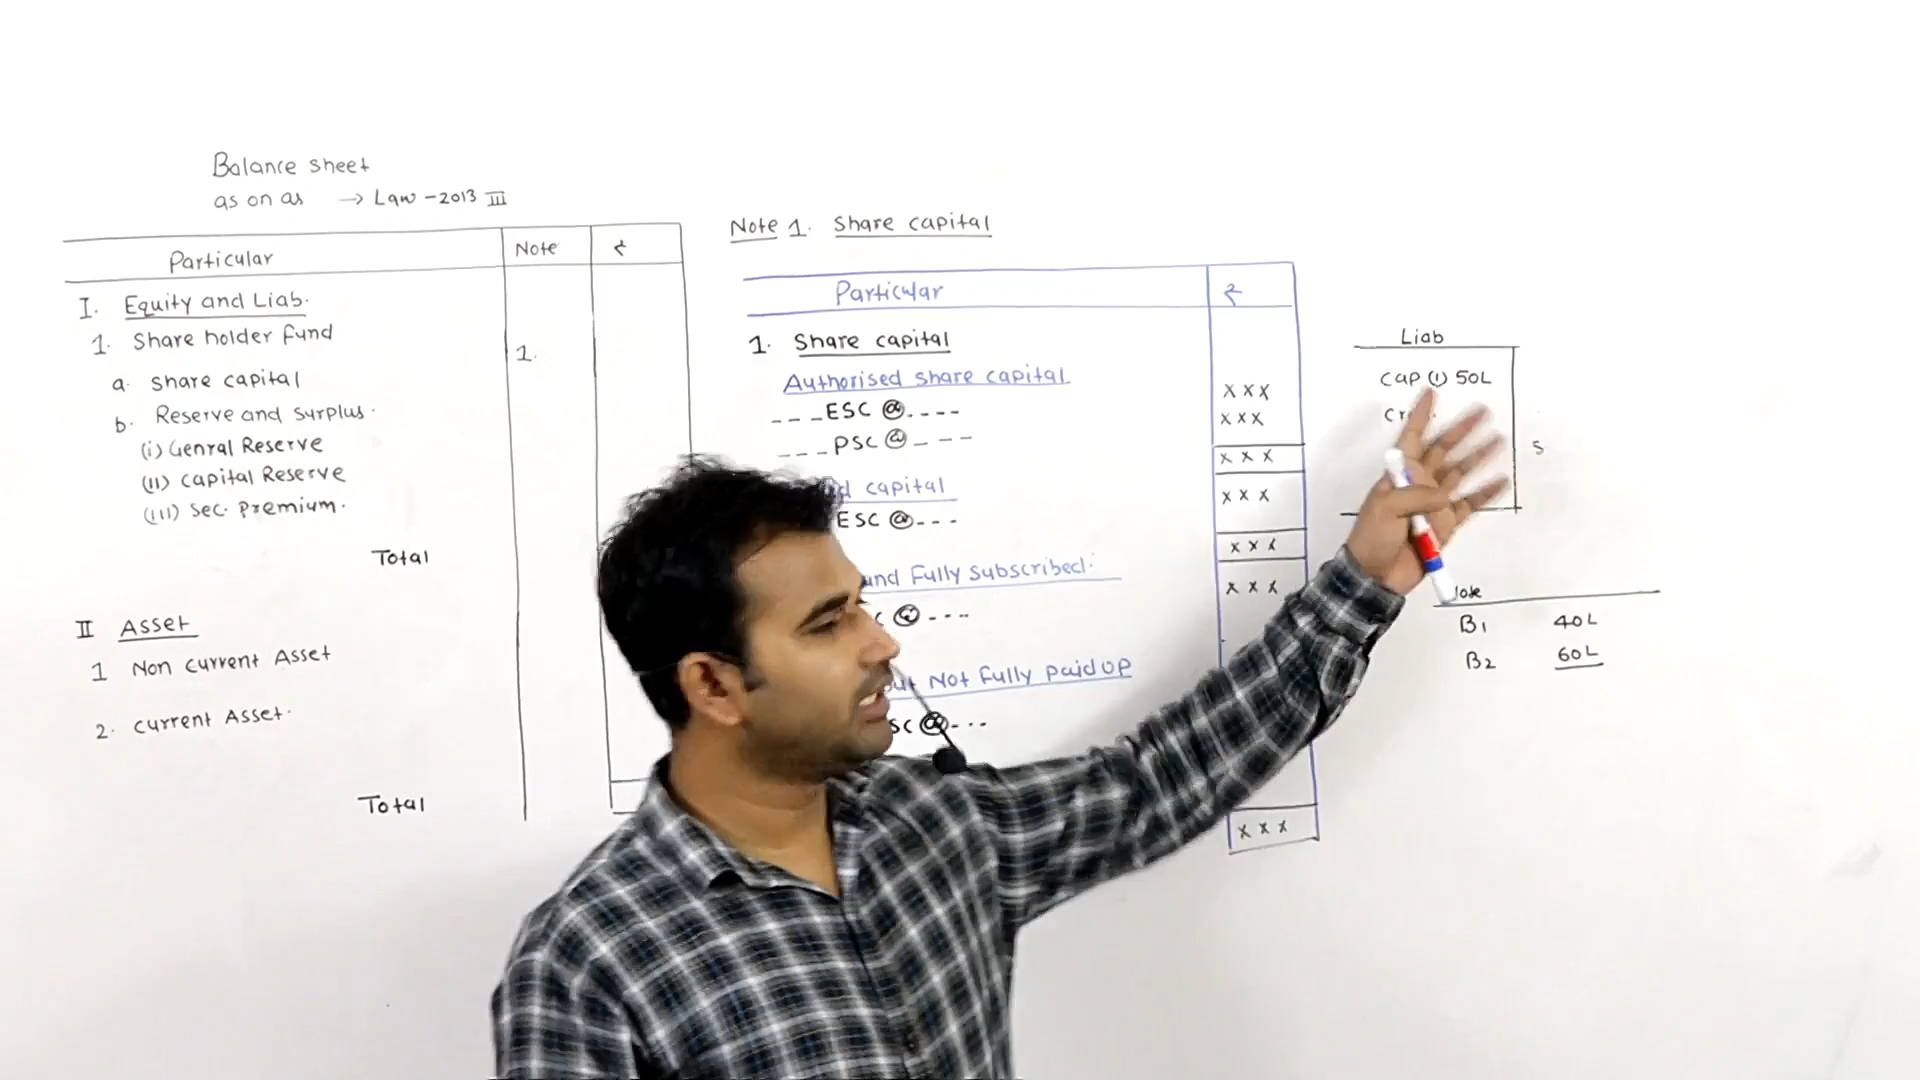 Balance sheet
as on as → Law - 2013 III
Particular Note ₹
I. Equity and Liab.
1. Share holder fund
1.
a. Share capital
b. Reserve and surplus.
(i) Genral Reserve
(II) capital Reserve
(III) Sec. Premium.
Total
II Asset
1 Non current Asset
2. current Asset.
Total
Note 1. Share capital
Particular ₹
1. Share capital
Authorised share capital
---ESC @---- xxx
---PSC @--- xxx
xxx
capital xxx
ESC @---
xxx
and Fully Subscribed: xxx
@---
Not Fully paid up
SC @---
xxx
Liab
Cap (1) 50L
S
B1 40L
B2 60L